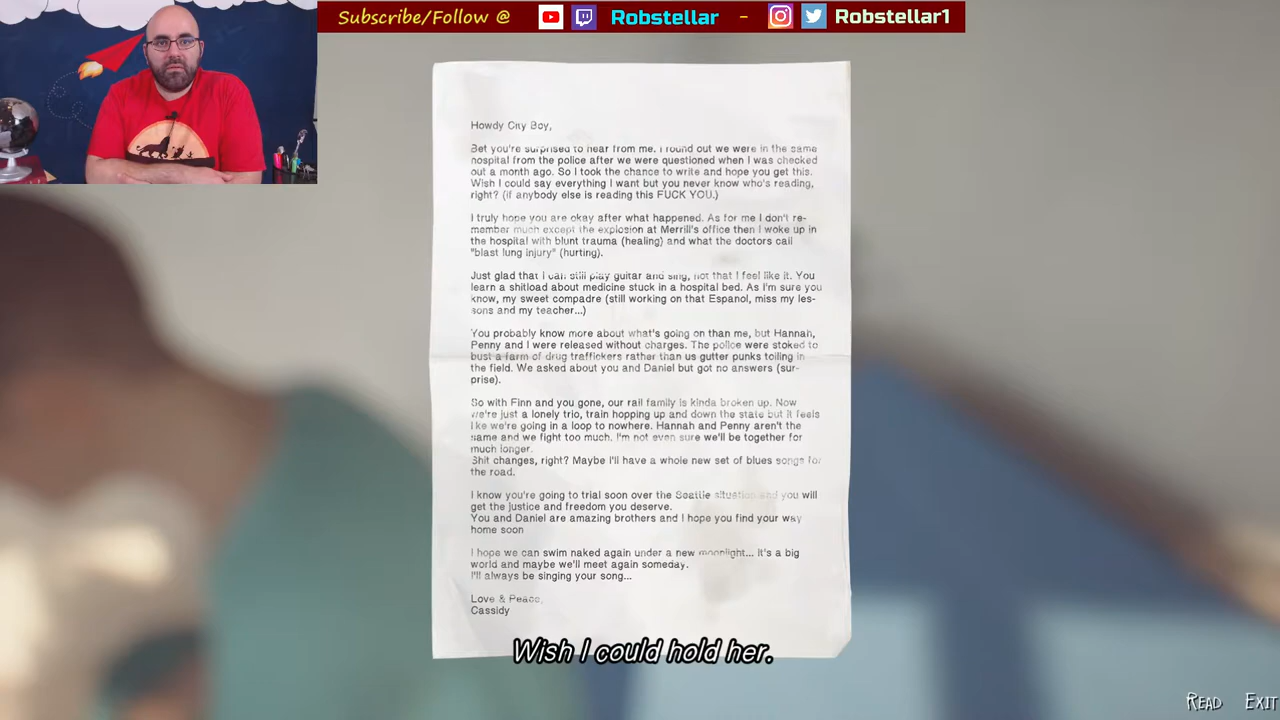 Subscribe/Follow @ Robstellar - Robstellar1
Howdy City Boy,
Bet you're surprised to hear from me. I found out we were in the same
hospital from the police after we were questioned when I was checked
out a month ago. So I took the chance to write and hope you get this.
Wish I could say everything I want but you never know who's reading,
right? (if anybody else is reading this FUCK YOU.)
I truly hope you are okay after what happened. As for me I don't re-
member much except the explosion at Merrill's office then I woke up in
the hospital with blunt trauma (healing) and what the doctors call
"blast lung injury" (hurting).
Just glad that I can still play guitar and sing, not that I feel like it. You
learn a shitload about medicine stuck in a hospital bed. As I'm sure you
know, my sweet compadre (still working on that Espanol, miss my les-
sons and my teacher...)
You probably know more about what's going on than me, but Hannah,
Penny and I were released without charges. The police were stoked to
bust a farm of drug traffickers rather than us gutter punks toiling in
the field. We asked about you and Daniel but got no answers (sur-
prise).
So with Finn and you gone, our rail family is kinda broken up. Now
we're just a lonely trio, train hopping up and down the state but it feels
like we're going in a loop to nowhere. Hannah and Penny aren't the
same and we fight too much. I'm not even sure we'll be together for
much longer.
Shit changes, right? Maybe I'll have a whole new set of blues songs for
the road.
I know you're going to trial soon over the Seattle situation and you will
get the justice and freedom you deserve.
You and Daniel are amazing brothers and I hope you find your way
home soon
I hope we can swim naked again under a new moonlight... It's a big
world and maybe we'll meet again someday.
I'll always be singing your song...
Love & Peace,
Cassidy
Wish I could hold her.
READ EXIT